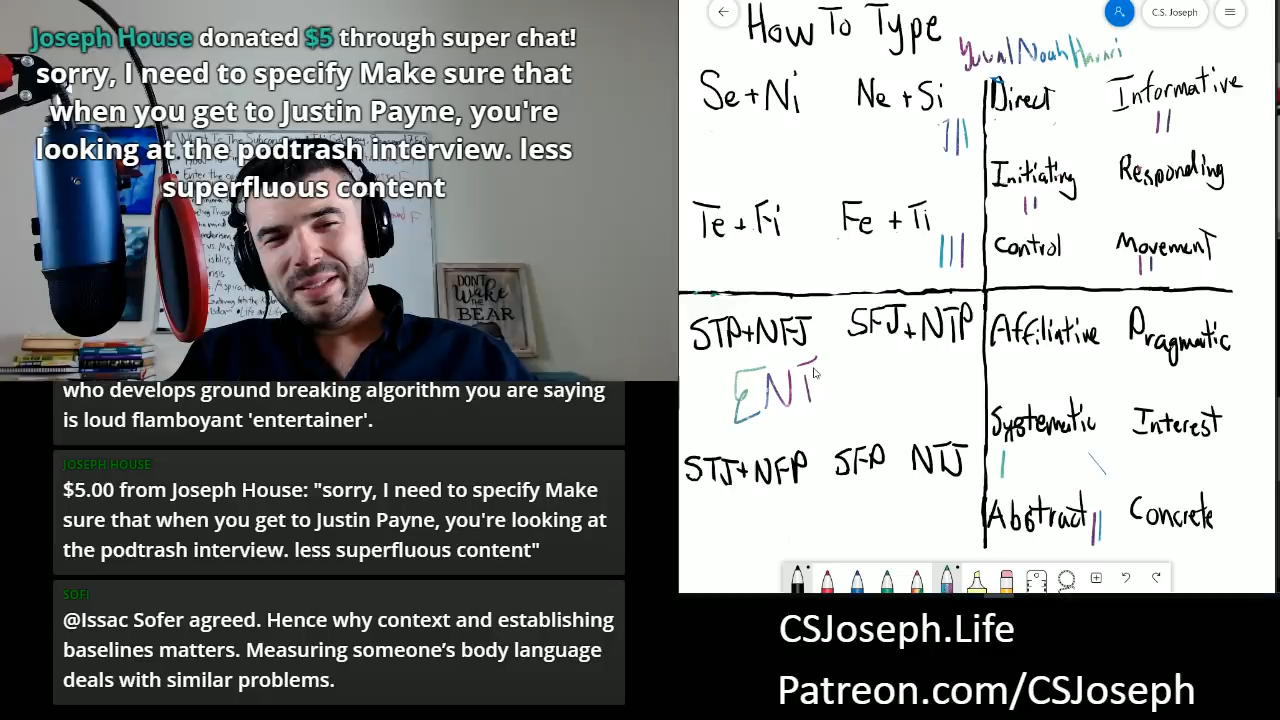 Joseph House donated $5 through super chat!
sorry, I need to specify Make sure that
when you get to Justin Payne, you're
looking at the podtrash interview. less
superfluous content
DON'T
Wake
THE
BEAR
who develops ground breaking algorithm you are saying
is loud flamboyant 'entertainer'.
JOSEPH HOUSE
$5.00 from Joseph House: "sorry, I need to specify Make
sure that when you get to Justin Payne, you're looking at
the podtrash interview. less superfluous content"
SOFI
@Issac Sofer agreed. Hence why context and establishing
baselines matters. Measuring someone's body language
deals with similar problems.
C.S. Joseph
How To Type
Yuval Noah Harari
Se+Ni Ne + Si Direct Informative
Initiating Responding
Te + Fi Fe + Ti Control Movement
STP+NFJ SFJ+NTP Affiliative Pragmatic
ENT
Systematic Interest
STJ+NFP SFP NTJ
Abstract Concrete
CSJoseph.Life
Patreon.com/CSJoseph